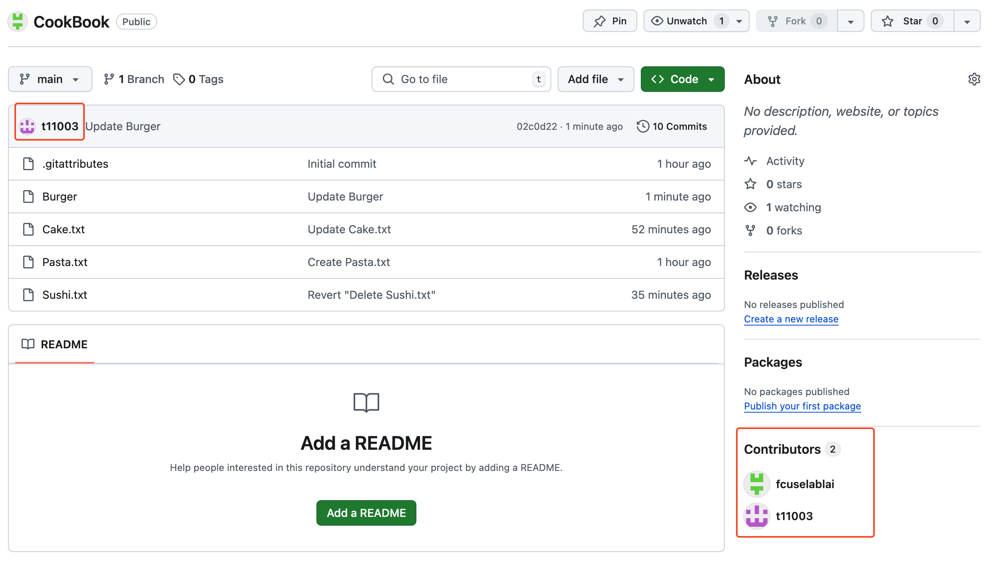 CookBook Public
Pin
Unwatch 1
Fork 0
Star 0
main
1 Branch
0 Tags
Go to file t
Add file
Code
t11003 Update Burger 02c0d22 · 1 minute ago 10 Commits
.gitattributes Initial commit 1 hour ago
Burger Update Burger 1 minute ago
Cake.txt Update Cake.txt 52 minutes ago
Pasta.txt Create Pasta.txt 1 hour ago
Sushi.txt Revert "Delete Sushi.txt" 35 minutes ago
README
Add a README
Help people interested in this repository understand your project by adding a README.
Add a README
About
No description, website, or topics
provided.
Activity
0 stars
1 watching
0 forks
Releases
No releases published
Create a new release
Packages
No packages published
Publish your first package
Contributors 2
fcuselablai
t11003